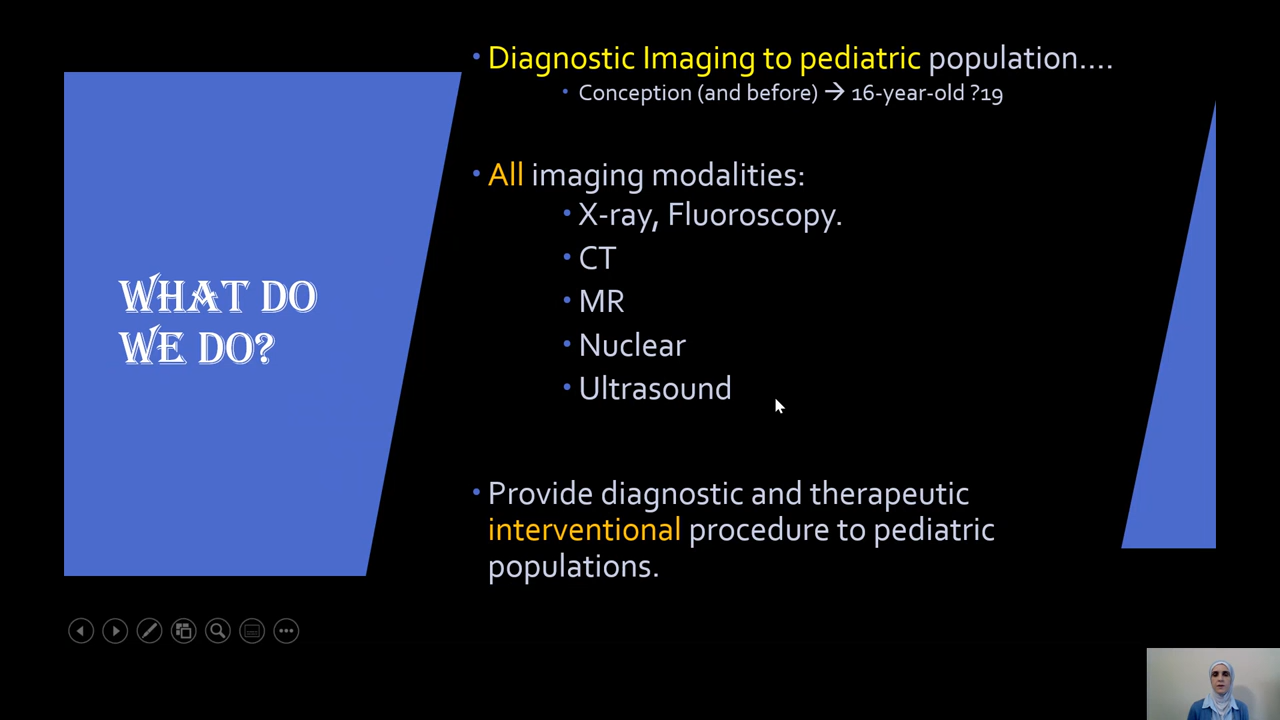 WHAT DO
WE DO?
• Diagnostic Imaging to pediatric population....
• Conception (and before) → 16-year-old ?19
• All imaging modalities:
• X-ray, Fluoroscopy.
• CT
• MR
• Nuclear
• Ultrasound
• Provide diagnostic and therapeutic
interventional procedure to pediatric
populations.